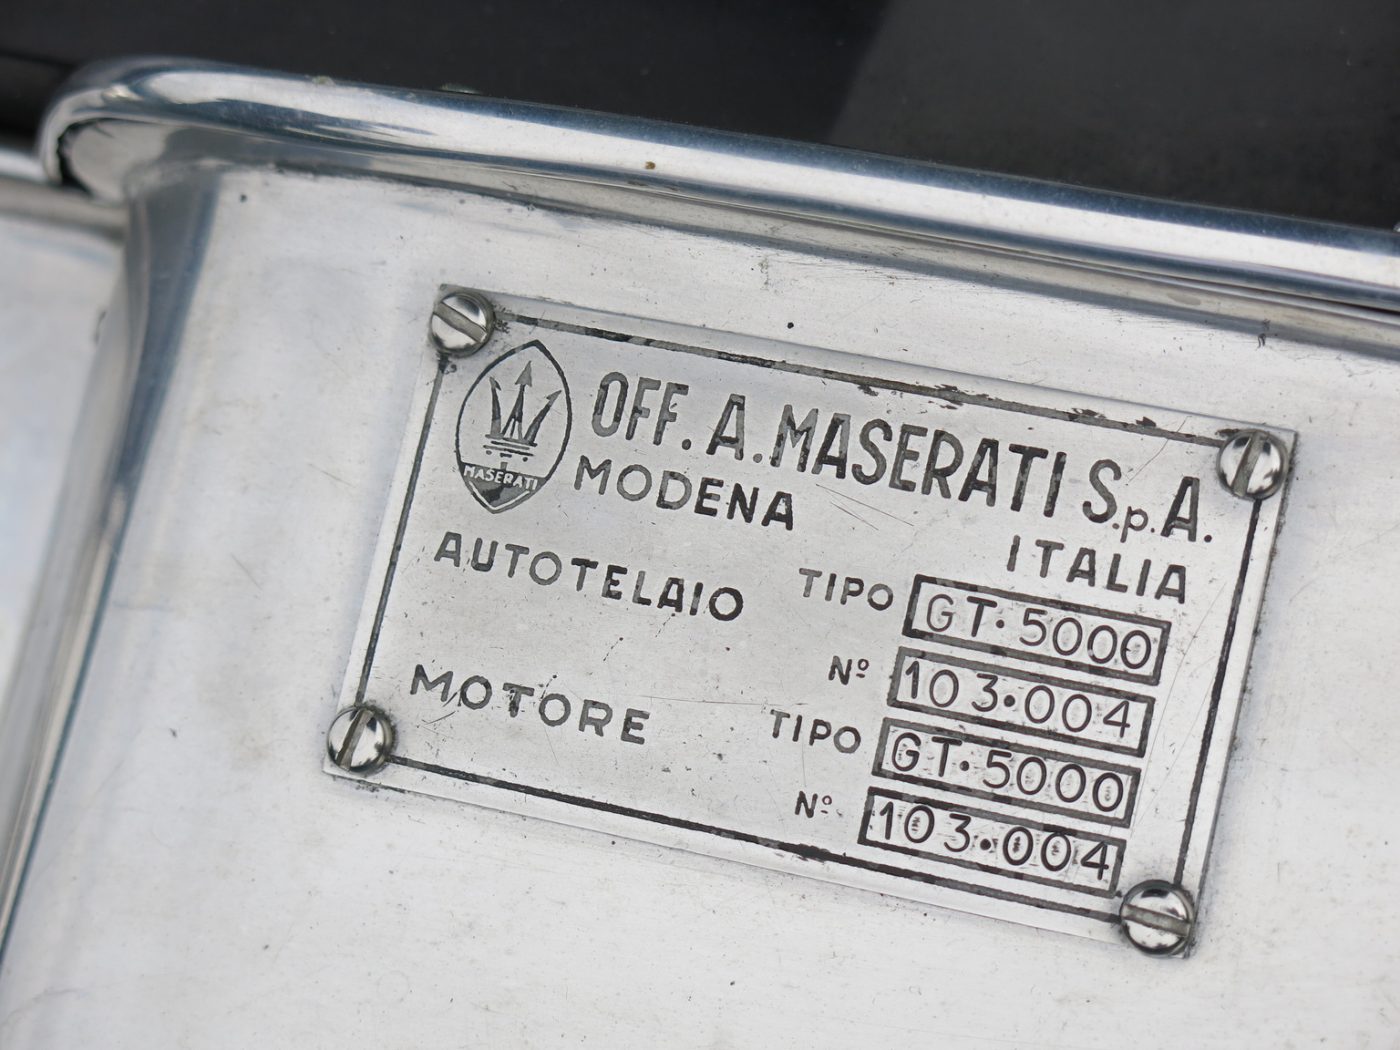 MASERATI
OFF. A. MASERATI S.p.A.
MODENA
ITALIA
AUTOTELAIO TIPO GT·5000
Nº 103·004
MOTORE TIPO GT·5000
Nº 103·004